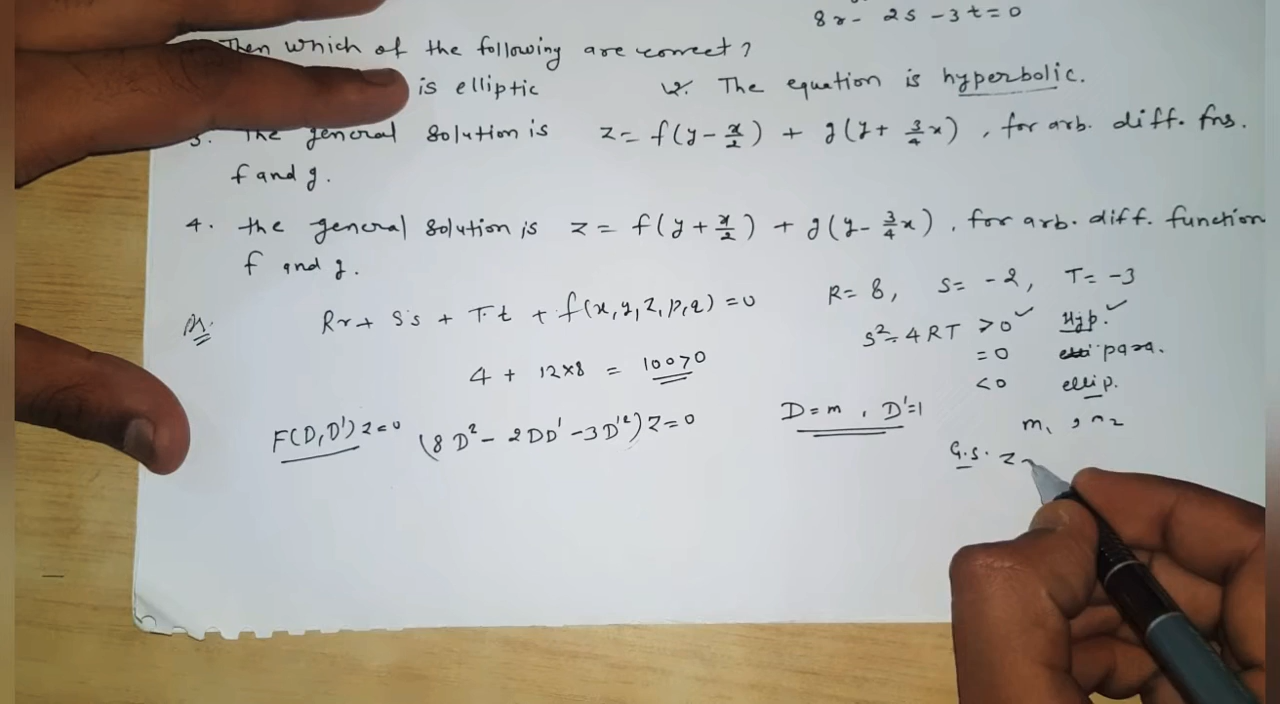 8r - 2s - 3t = 0
Then which of the following are correct?
is elliptic 2. The equation is hyperbolic.
3. The general solution is z = f(y - x/2) + g(y + 3/4 x), for arb. diff. fns.
f and g.
4. the general solution is z = f(y + x/2) + g(y - 3/4 x), for arb. diff. function
f and g.
Rr + Ss + Tt + f(x, y, z, p, q) = 0 R = 8, S = -2, T = -3
S² - 4RT > 0 ✓ Hyp. ✓
4 + 12×8 = 100 > 0 = 0 para.
< 0 ellip.
F(D, D')z = 0 (8D² - 2DD' - 3D'²)z = 0 D = m, D' = 1
m₁, m₂
G.S. z =